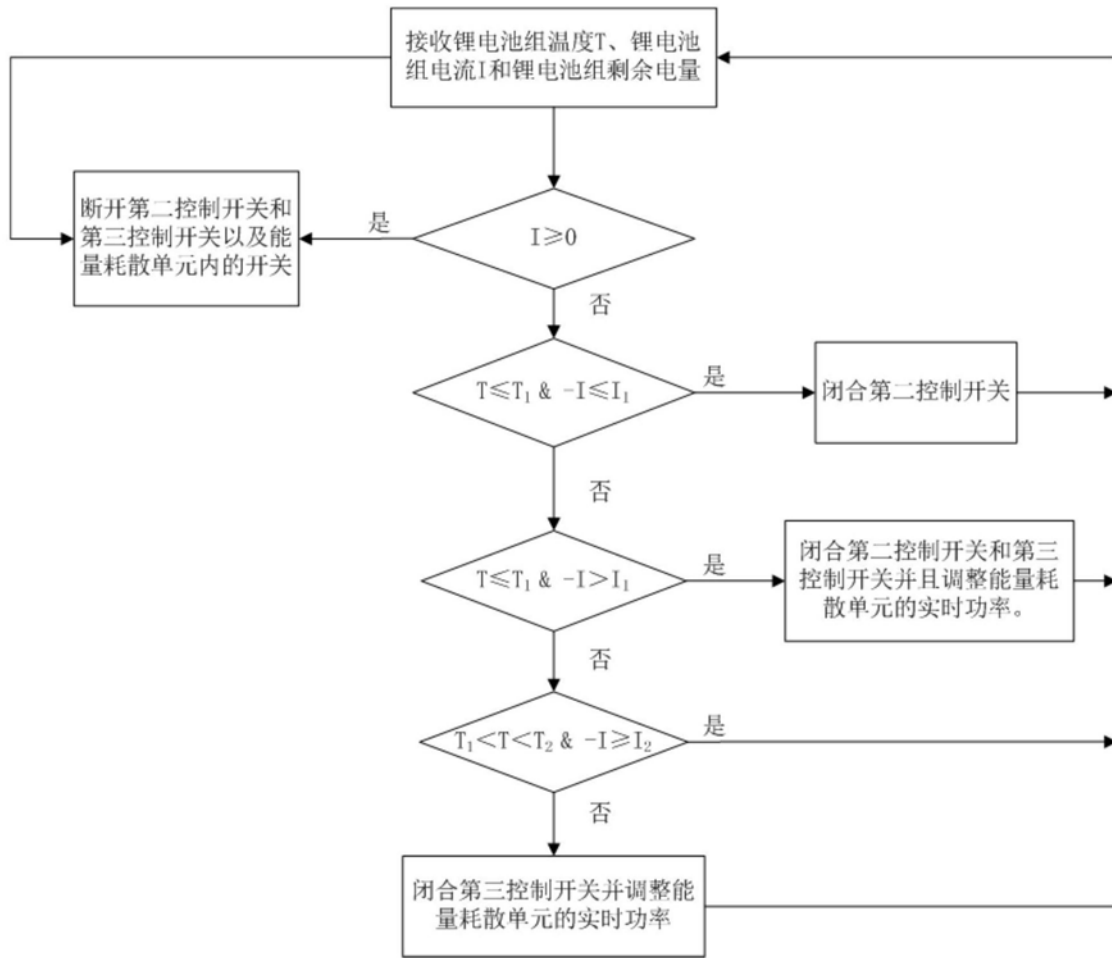 接收锂电池组温度T、锂电池
组电流I和锂电池组剩余电量
断开第二控制开关和
第三控制开关以及能
量耗散单元内的开关
是
I≥0
否
T≤T₁ & -I≤I₁
是
闭合第二控制开关
否
T≤T₁ & -I>I₁
是
闭合第二控制开关和第三
控制开关并且调整能量耗
散单元的实时功率。
否
T₁<T<T₂ & -I≥I₂
是
否
闭合第三控制开关并调整能
量耗散单元的实时功率